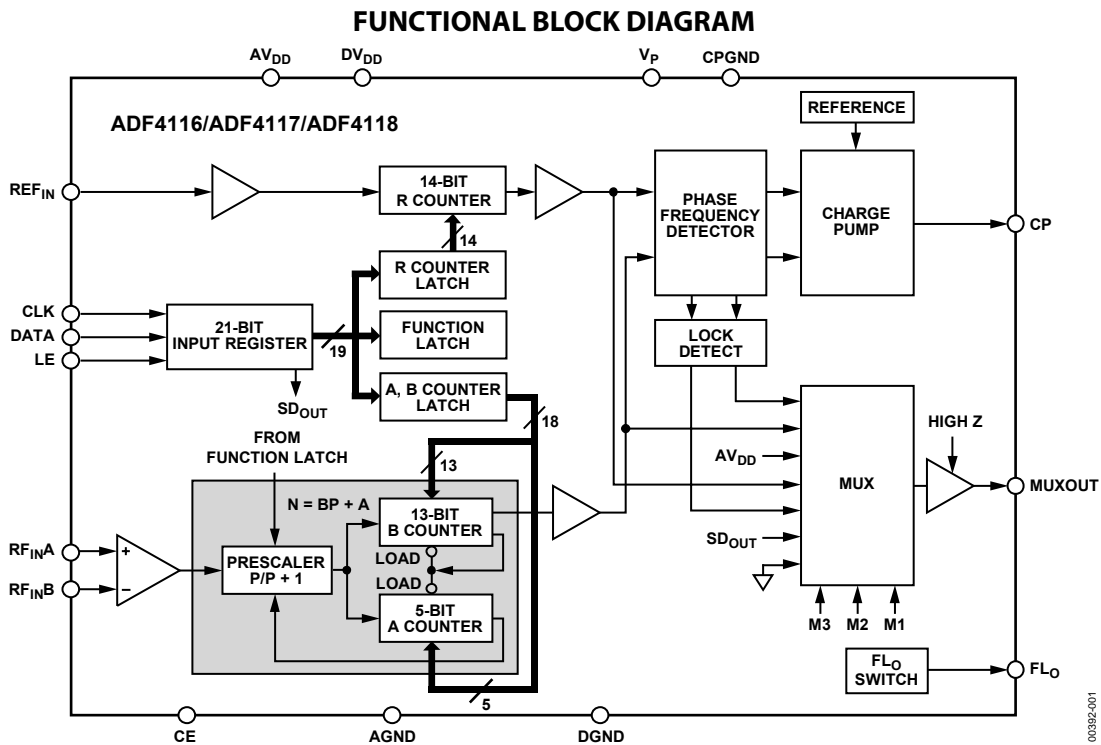 FUNCTIONAL BLOCK DIAGRAM
AVDD
DVDD
VP
CPGND
ADF4116/ADF4117/ADF4118
REFERENCE
REFIN
14-BIT
R COUNTER
PHASE
FREQUENCY
DETECTOR
CHARGE
PUMP
CP
14
R COUNTER
LATCH
CLK
DATA
LE
21-BIT
INPUT REGISTER
19
FUNCTION
LATCH
LOCK
DETECT
A, B COUNTER
LATCH
SDOUT
18
FROM
FUNCTION LATCH
13
HIGH Z
AVDD
MUX
MUXOUT
N = BP + A
13-BIT
B COUNTER
RFINA
RFINB
+
–
PRESCALER
P/P + 1
LOAD
LOAD
SDOUT
5-BIT
A COUNTER
M3
M2
M1
FLO
SWITCH
FLO
5
CE
AGND
DGND
00392-001